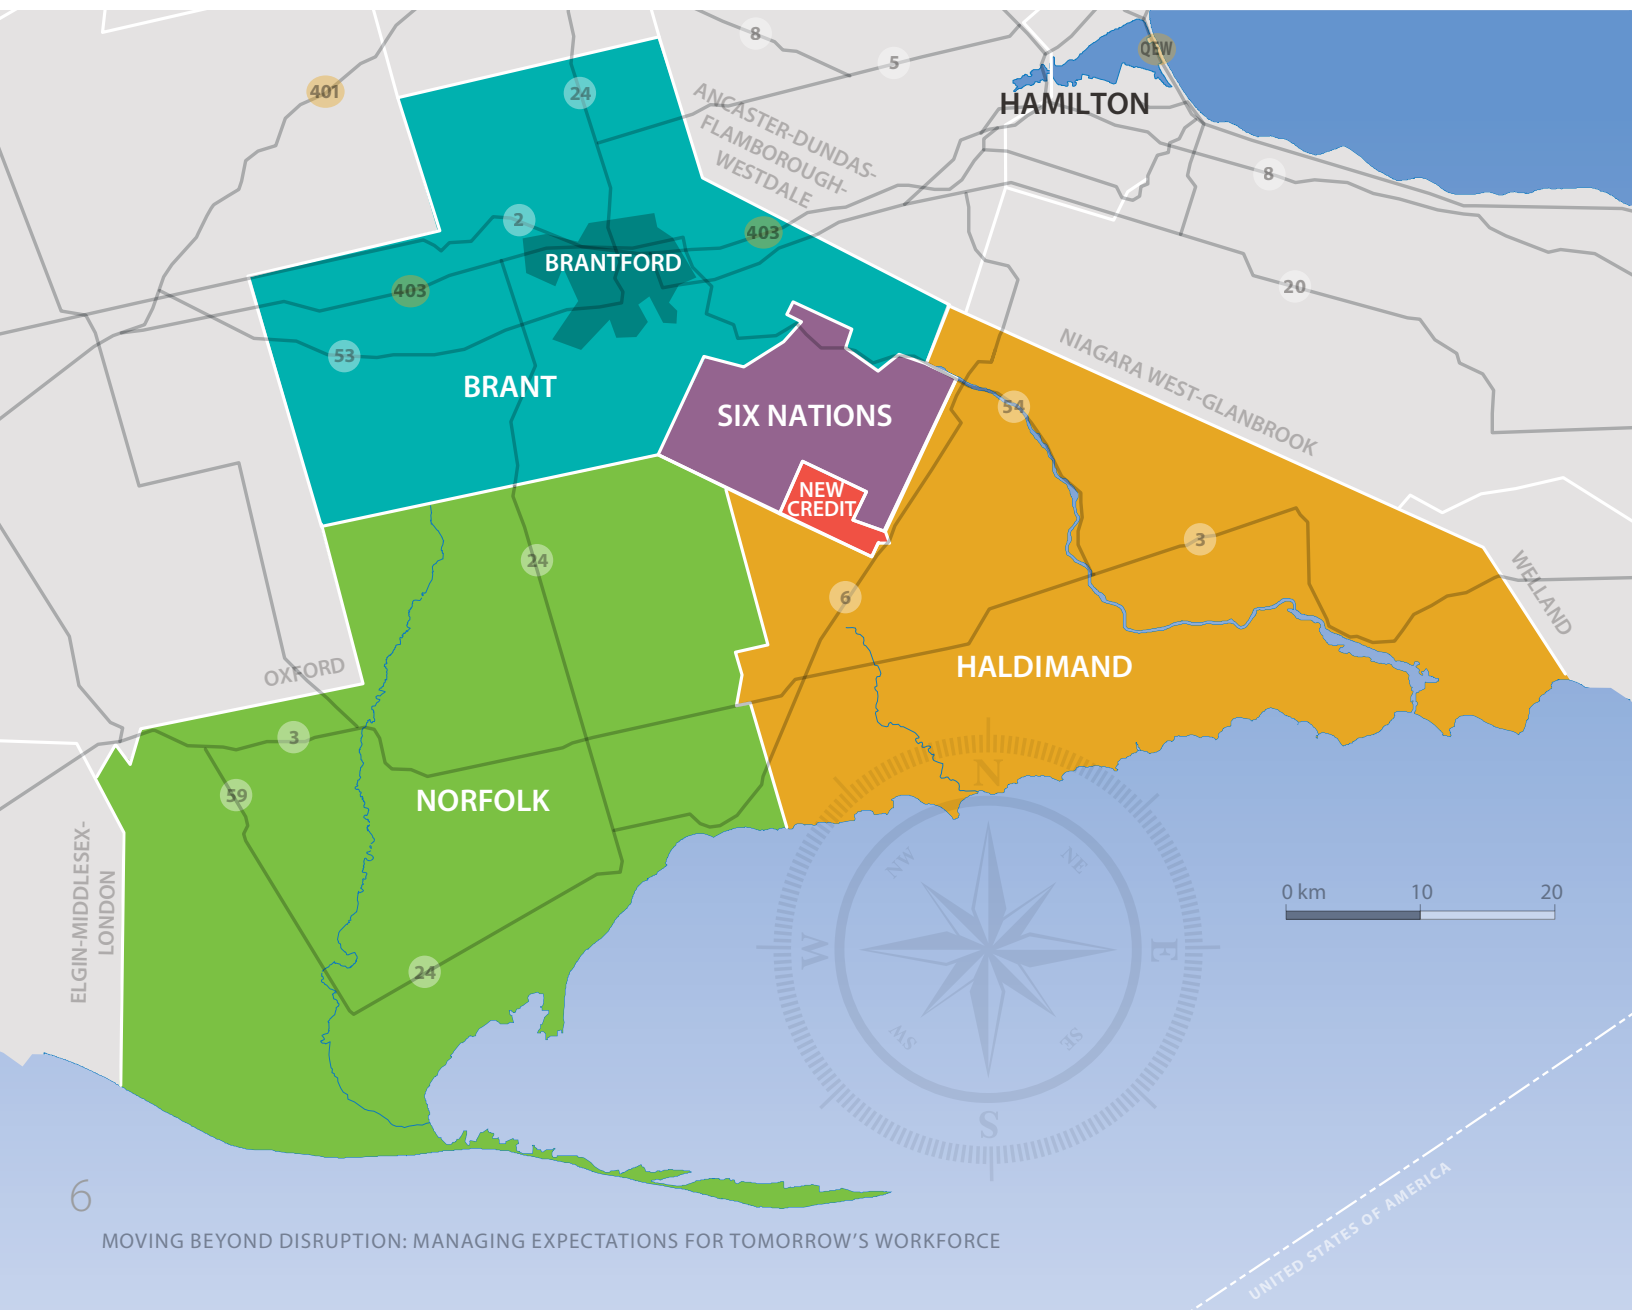 8
5
QEW
401
24
HAMILTON
ANCASTER-DUNDAS-
FLAMBOROUGH-
WESTDALE
8
2
403
BRANTFORD
403
20
53
BRANT
SIX NATIONS
54
NIAGARA WEST-GLANBROOK
NEW
CREDIT
3
24
6
WELLAND
OXFORD
HALDIMAND
3
59
NORFOLK
N
NW
NE
W
E
SW
SE
S
0 km
10
20
ELGIN-MIDDLESEX-
LONDON
24
UNITED STATES OF AMERICA
6
MOVING BEYOND DISRUPTION: MANAGING EXPECTATIONS FOR TOMORROW'S WORKFORCE